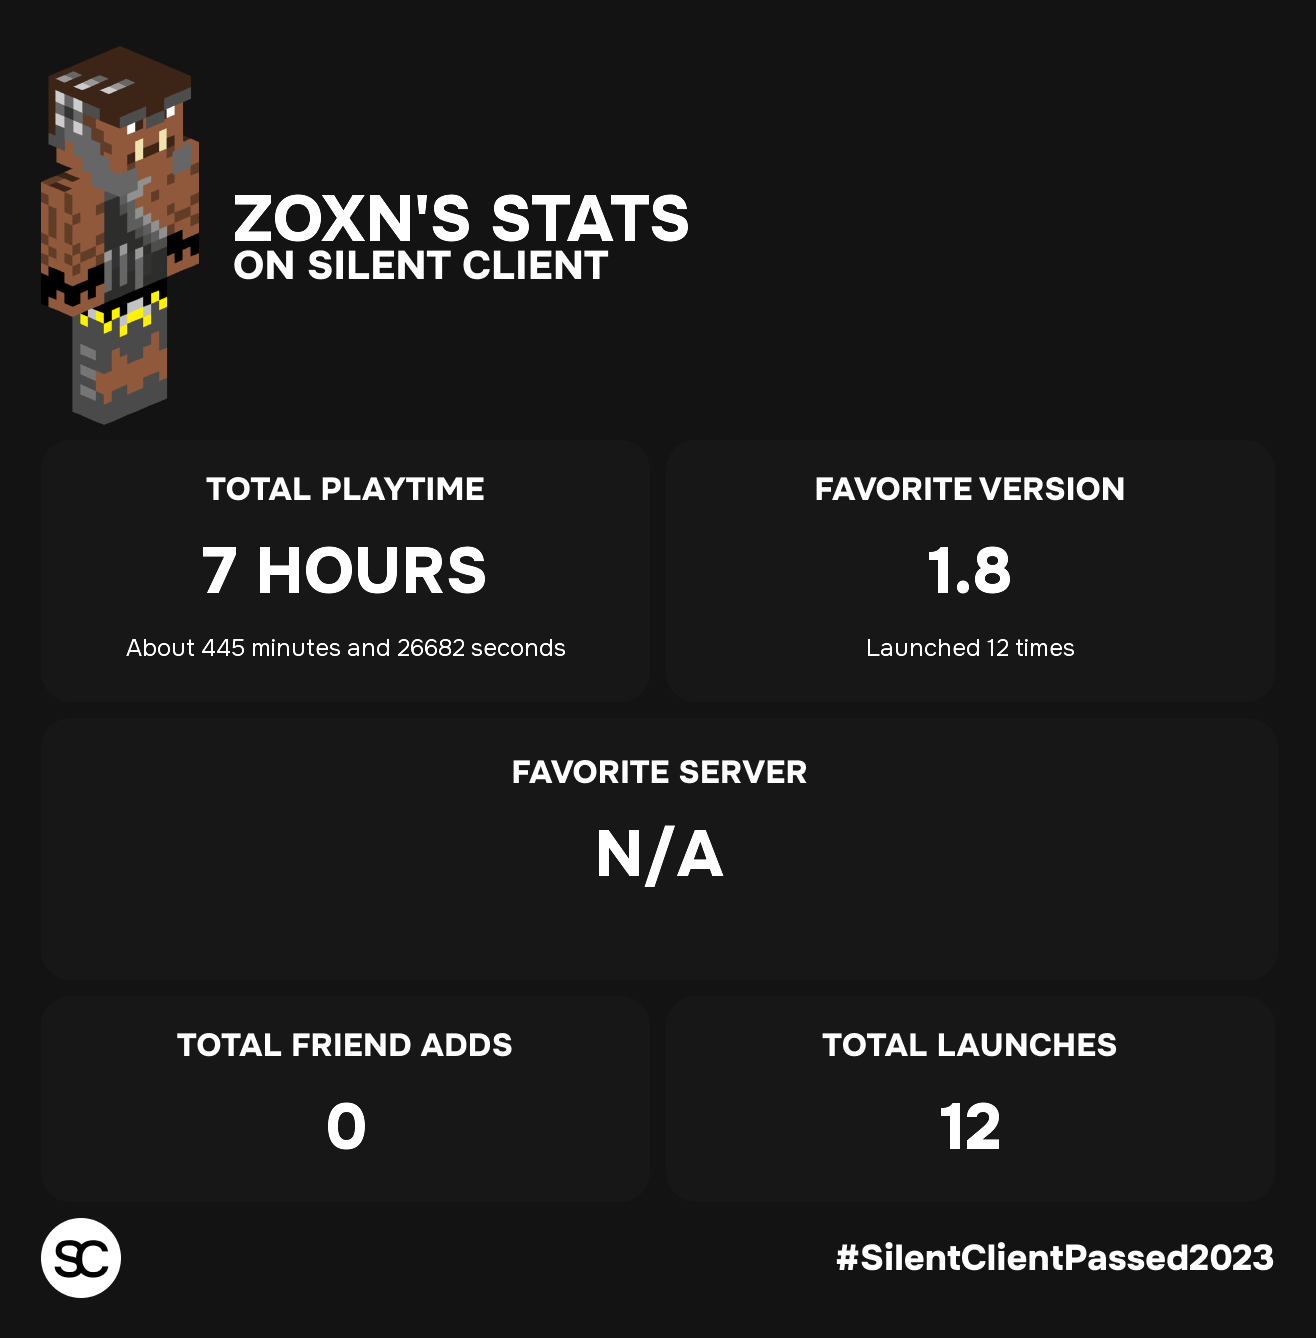 ZOXN'S STATS
ON SILENT CLIENT
TOTAL PLAYTIME
7 HOURS
About 445 minutes and 26682 seconds
FAVORITE VERSION
1.8
Launched 12 times
FAVORITE SERVER
N/A
TOTAL FRIEND ADDS
0
TOTAL LAUNCHES
12
SC
#SilentClientPassed2023